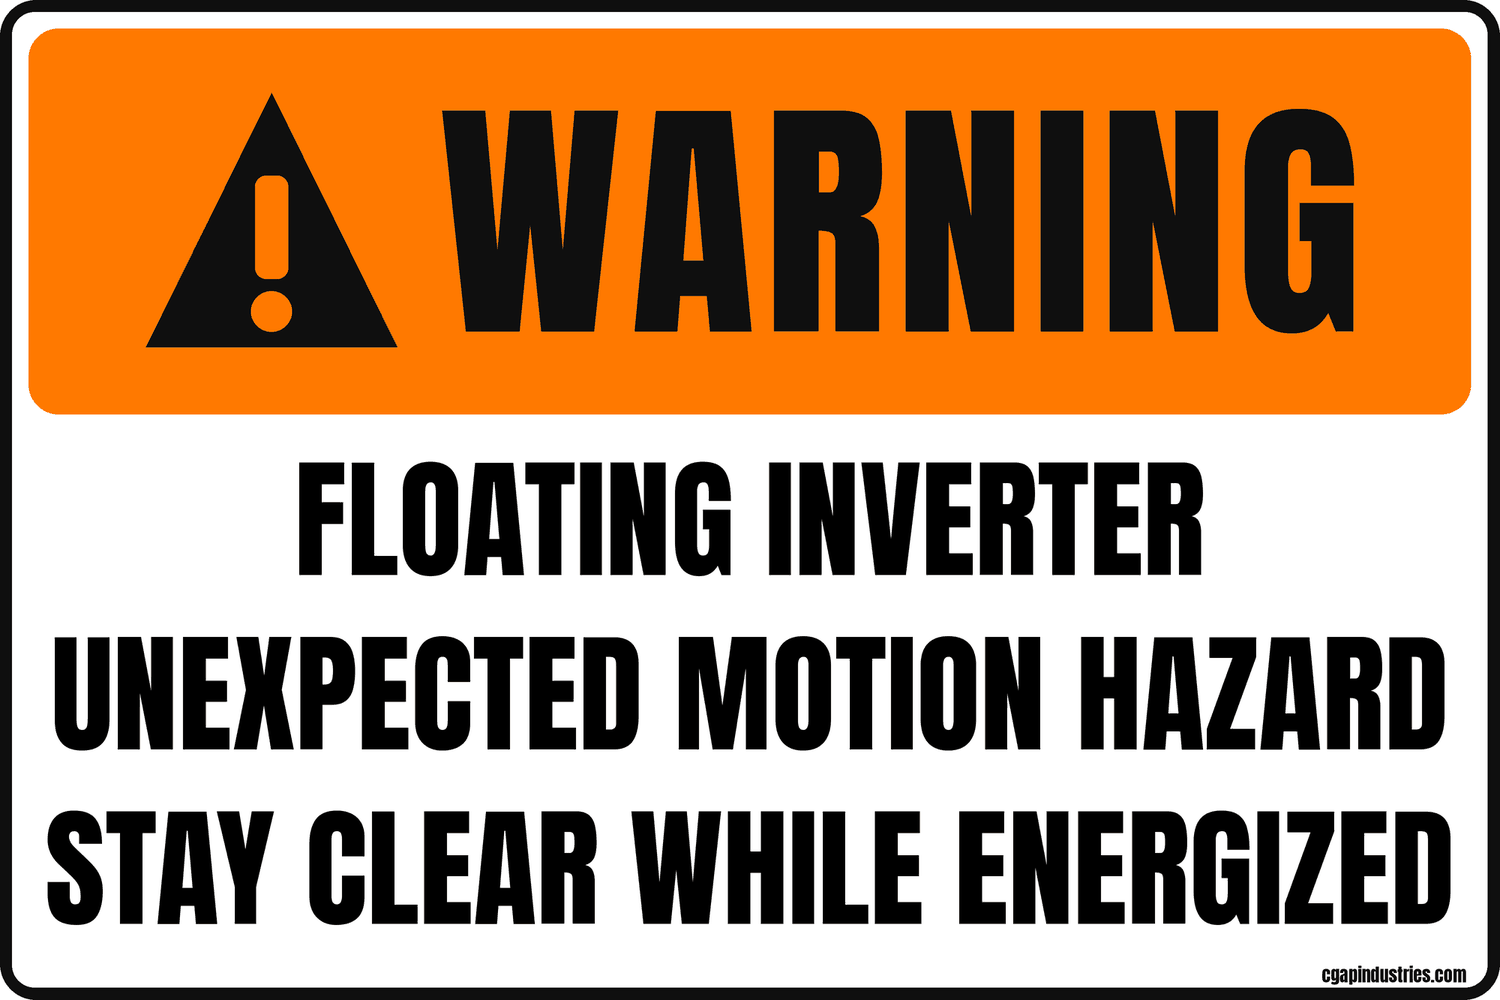 WARNING
FLOATING INVERTER
UNEXPECTED MOTION HAZARD
STAY CLEAR WHILE ENERGIZED
cgapindustries.com